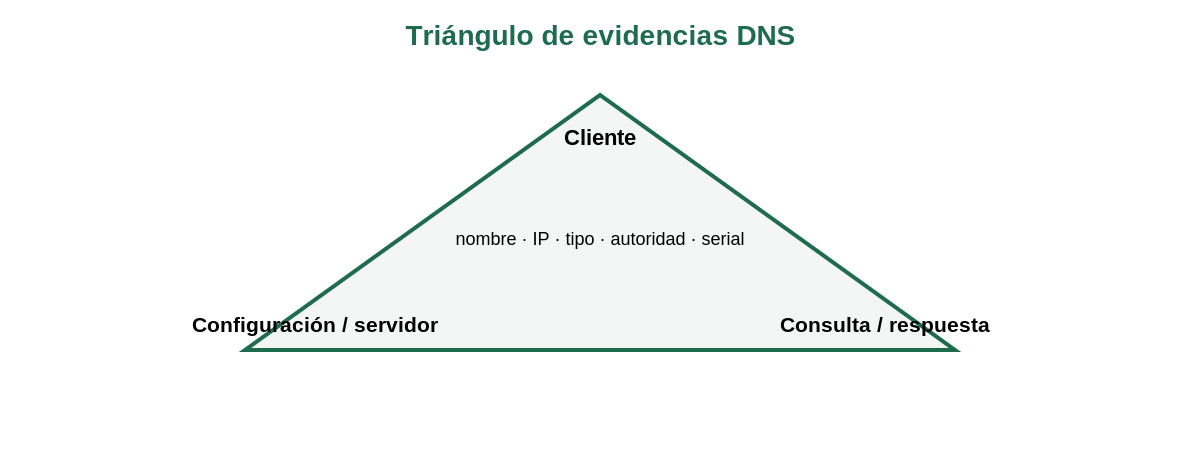 Triángulo de evidencias DNS
Cliente
nombre · IP · tipo · autoridad · serial
Configuración / servidor
Consulta / respuesta